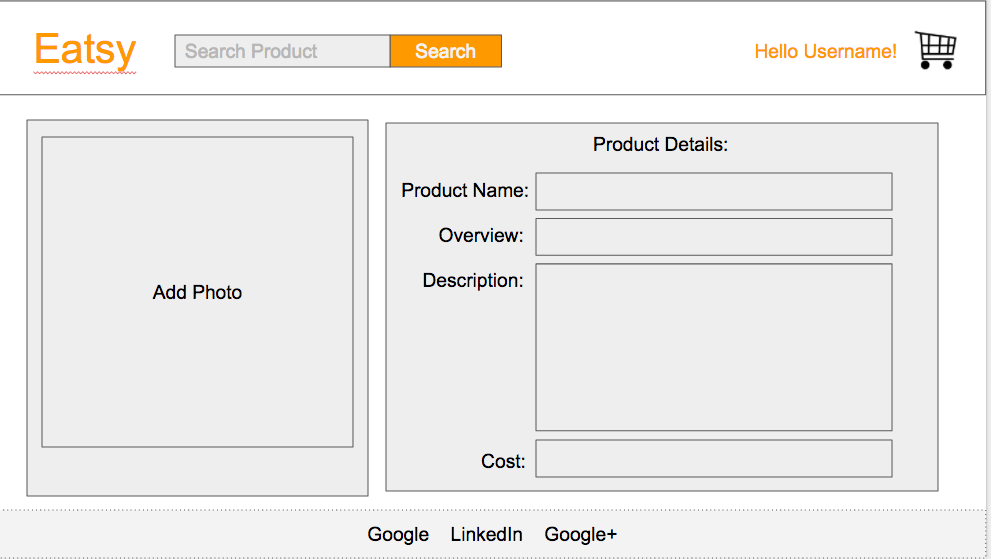 Eatsy
Search Product
Search
Hello Username!
Add Photo
Product Details:
Product Name:
Overview:
Description:
Cost:
Google LinkedIn Google+